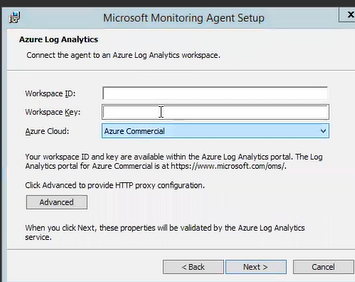 Microsoft Monitoring Agent Setup
Azure Log Analytics
Connect the agent to an Azure Log Analytics workspace.
Workspace ID:
Workspace Key:
Azure Cloud: Azure Commercial
Your workspace ID and key are available within the Azure Log Analytics portal. The Log
Analytics portal for Azure Commercial is at https://www.microsoft.com/oms/.
Click Advanced to provide HTTP proxy configuration.
Advanced
When you click Next, these properties will be validated by the Azure Log Analytics
service.
< Back Next > Cancel